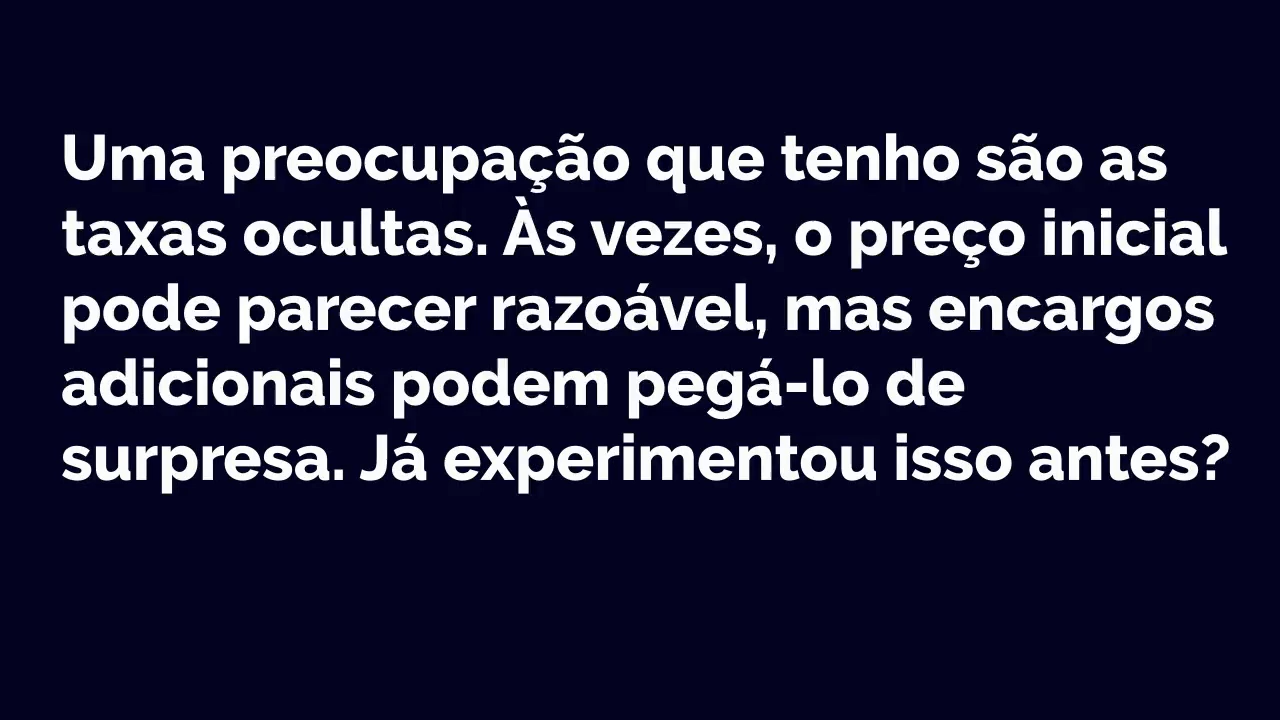 Uma preocupação que tenho são as
taxas ocultas. Às vezes, o preço inicial
pode parecer razoável, mas encargos
adicionais podem pegá-lo de
surpresa. Já experimentou isso antes?